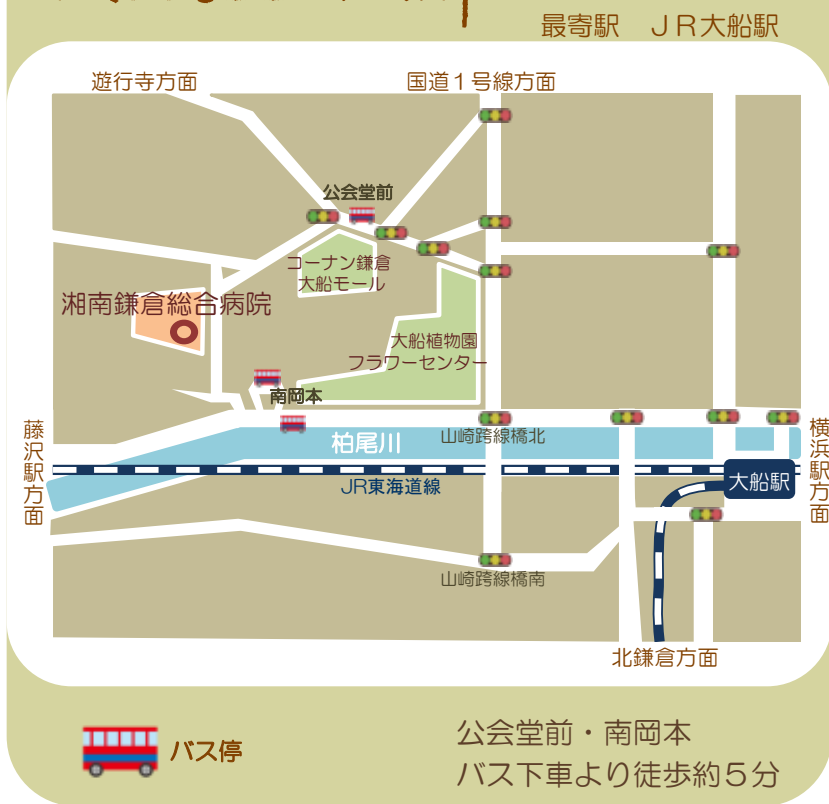 最寄駅　ＪＲ大船駅
遊行寺方面
国道１号線方面
公会堂前
コーナン鎌倉
大船モール
湘南鎌倉総合病院
大船植物園
フラワーセンター
南岡本
藤沢駅方面
柏尾川
山崎跨線橋北
横浜駅方面
JR東海道線
大船駅
山崎跨線橋南
北鎌倉方面
バス停
公会堂前・南岡本
バス下車より徒歩約５分